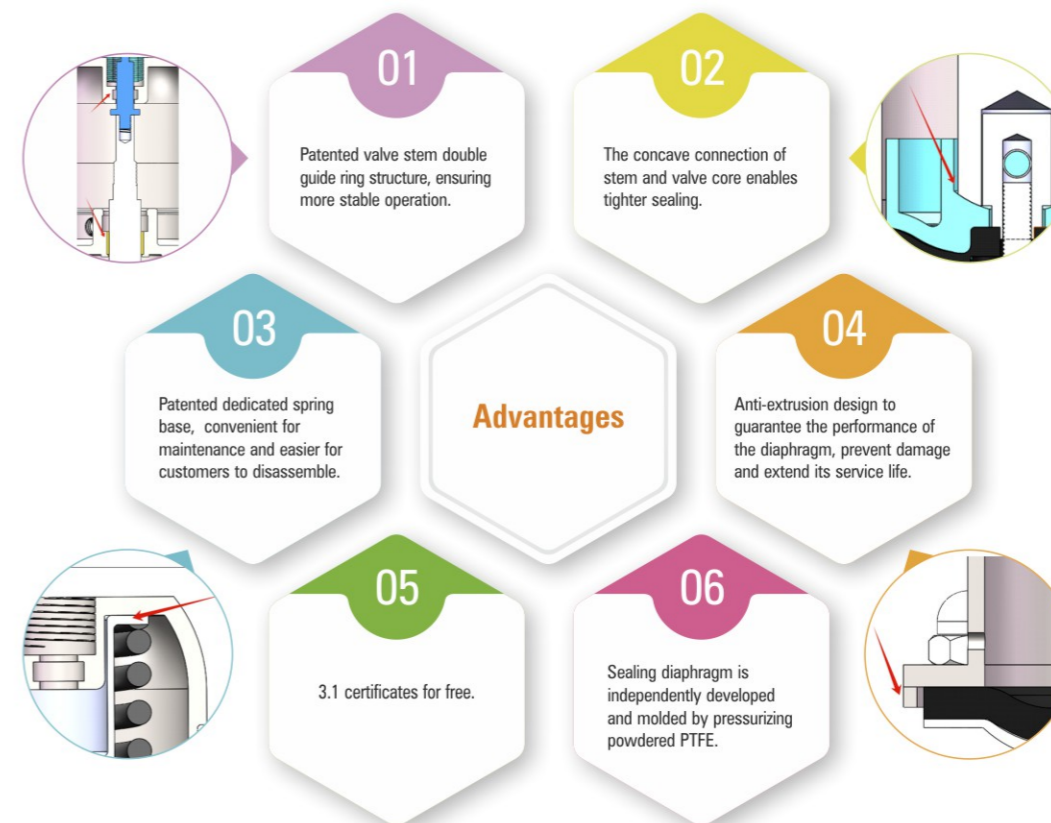 01
Patented valve stem double
guide ring structure, ensuring
more stable operation.
02
The concave connection of
stem and valve core enables
tighter sealing.
03
Patented dedicated spring
base, convenient for
maintenance and easier for
customers to disassemble.
Advantages
04
Anti-extrusion design to
guarantee the performance of
the diaphragm, prevent damage
and extend its service life.
05
3.1 certificates for free.
06
Sealing diaphragm is
independently developed
and molded by pressurizing
powdered PTFE.